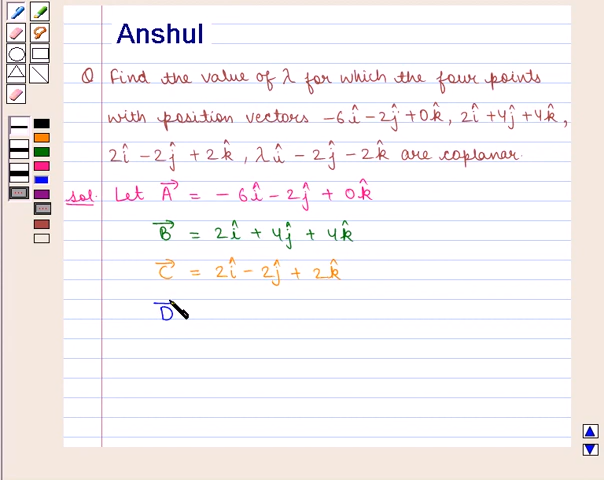 Anshul
Q Find the value of λ for which the four points
with position vectors -6î - 2ĵ + 0k̂, 2î + 4ĵ + 4k̂,
2î - 2ĵ + 2k̂, λî - 2ĵ - 2k̂ are coplanar.
Sol. Let A⃗ = - 6î - 2ĵ + 0k̂
B⃗ = 2î + 4ĵ + 4k̂
C⃗ = 2î - 2ĵ + 2k̂
D⃗